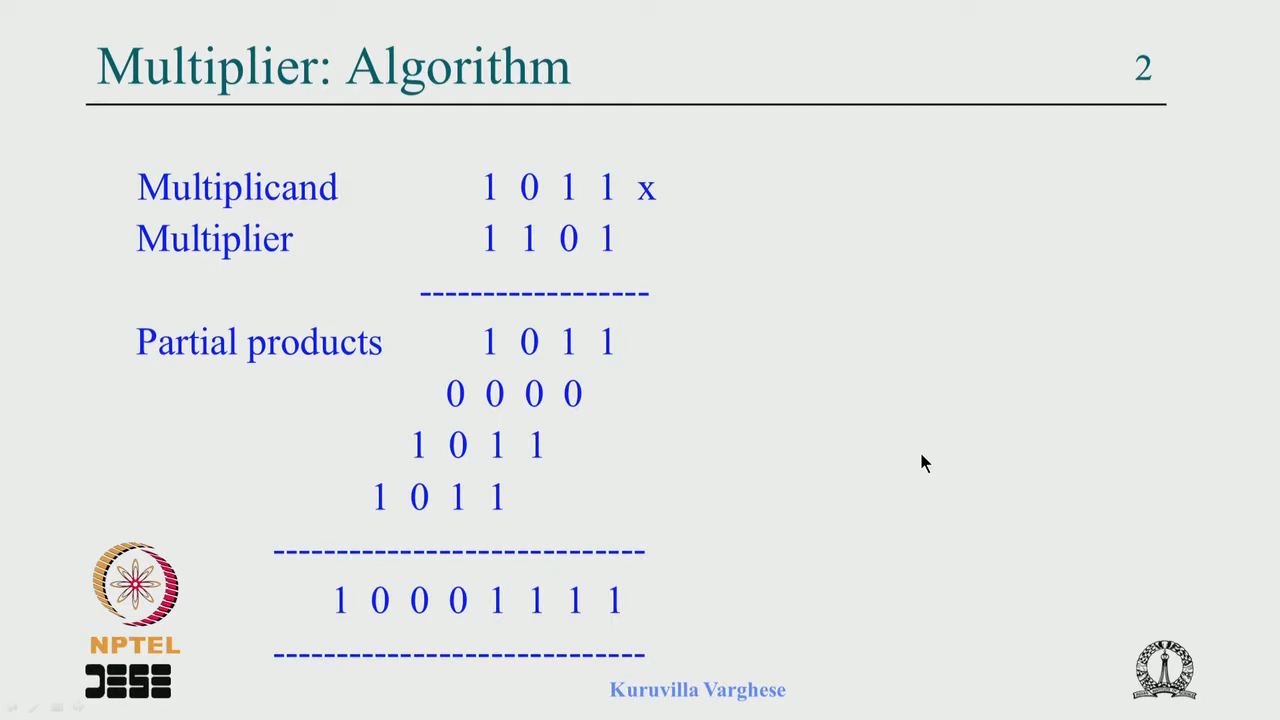 Multiplier: Algorithm 2
Multiplicand 1 0 1 1 x
Multiplier 1 1 0 1
-----------------
Partial products 1 0 1 1
0 0 0 0
1 0 1 1
1 0 1 1
----------------------------
1 0 0 0 1 1 1 1
----------------------------
NPTEL
DESE
Kuruvilla Varghese